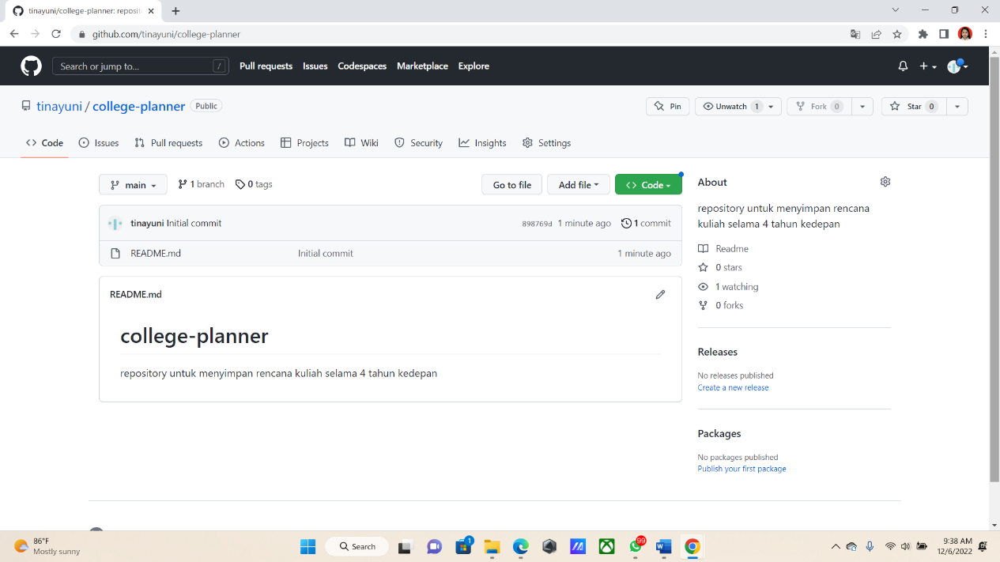 tinayuni/college-planner: reposit
github.com/tinayuni/college-planner
Search or jump to... / Pull requests Issues Codespaces Marketplace Explore
tinayuni / college-planner Public Pin Unwatch 1 Fork 0 Star 0
Code Issues Pull requests Actions Projects Wiki Security Insights Settings
main 1 branch 0 tags Go to file Add file Code
tinayuni Initial commit 898769d 1 minute ago 1 commit
README.md Initial commit 1 minute ago
README.md
college-planner
repository untuk menyimpan rencana kuliah selama 4 tahun kedepan
About
repository untuk menyimpan rencana
kuliah selama 4 tahun kedepan
Readme
0 stars
1 watching
0 forks
Releases
No releases published
Create a new release
Packages
No packages published
Publish your first package
86°F
Mostly sunny
Search
1
99
W
9:38 AM
12/6/2022